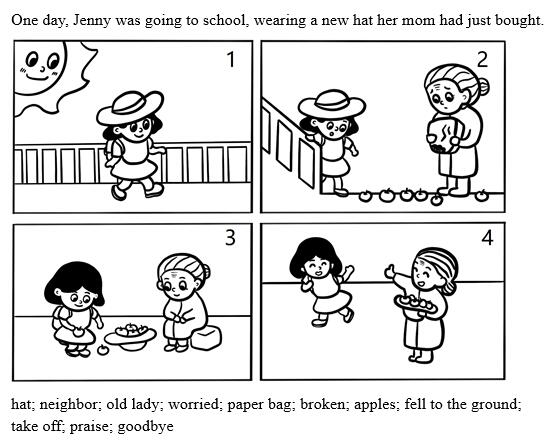 One day, Jenny was going to school, wearing a new hat her mom had just bought.
1
2
3
4
hat; neighbor; old lady; worried; paper bag; broken; apples; fell to the ground;
take off; praise; goodbye